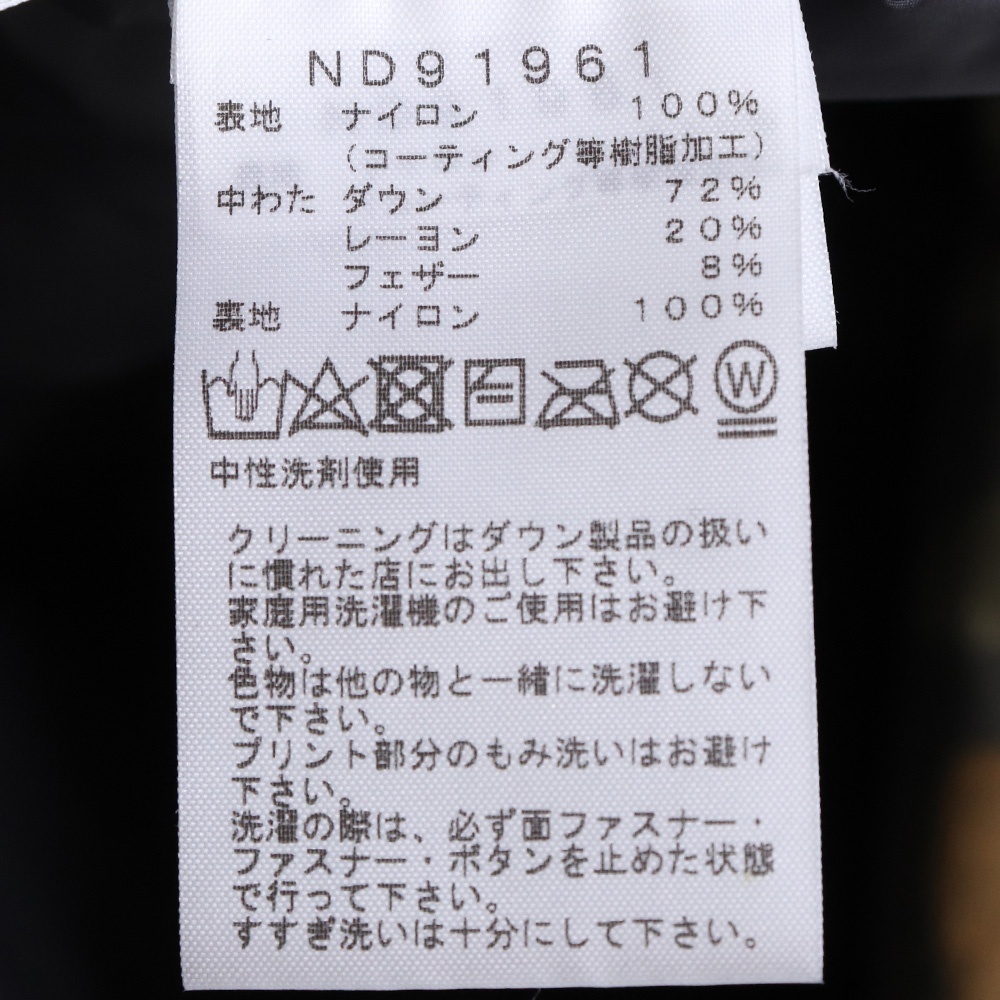 ND91961
表地 ナイロン 100%
(コーティング等樹脂加工)
中わた ダウン 72%
レーヨン 20%
フェザー 8%
裏地 ナイロン 100%
W
中性洗剤使用
クリーニングはダウン製品の扱い
に慣れた店にお出し下さい。
家庭用洗濯機のご使用はお避け下
さい。
色物は他の物と一緒に洗濯しない
で下さい。
プリント部分のもみ洗いはお避け
下さい。
洗濯の際は、必ず面ファスナー・
ファスナー・ボタンを止めた状態
で行って下さい。
すすぎ洗いは十分にして下さい。